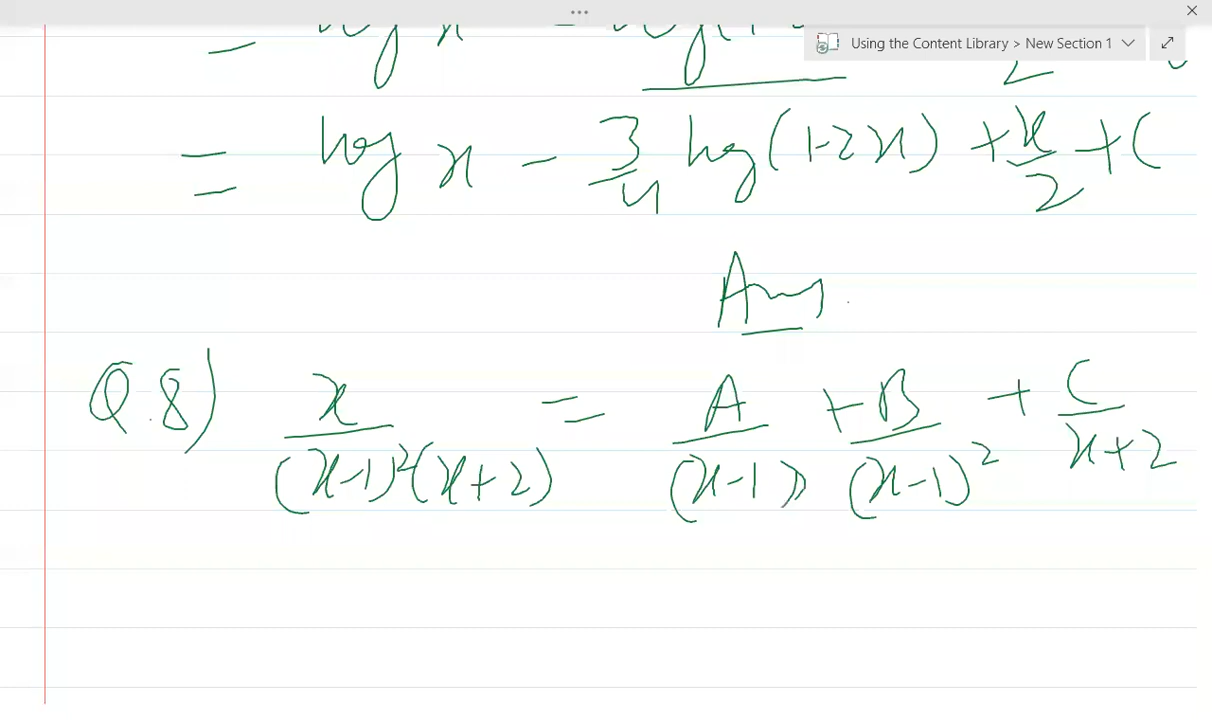 Using the Content Library > New Section 1
= log x -
= log x - 3/4 log(1-2x) + x/2 + C
Ans.
Q.8) x/((x-1)²(x+2)) = A/(x-1) + B/(x-1)² + C/(x+2)